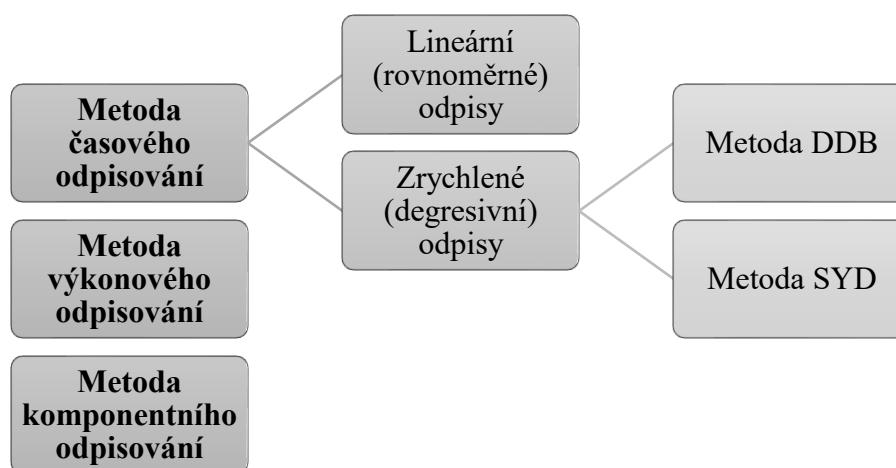 Metoda
časového
odpisování
Metoda
výkonového
odpisování
Metoda
komponentního
odpisování
Lineární
(rovnoměrné)
odpisy
Zrychlené
(degresivní)
odpisy
Metoda DDB
Metoda SYD